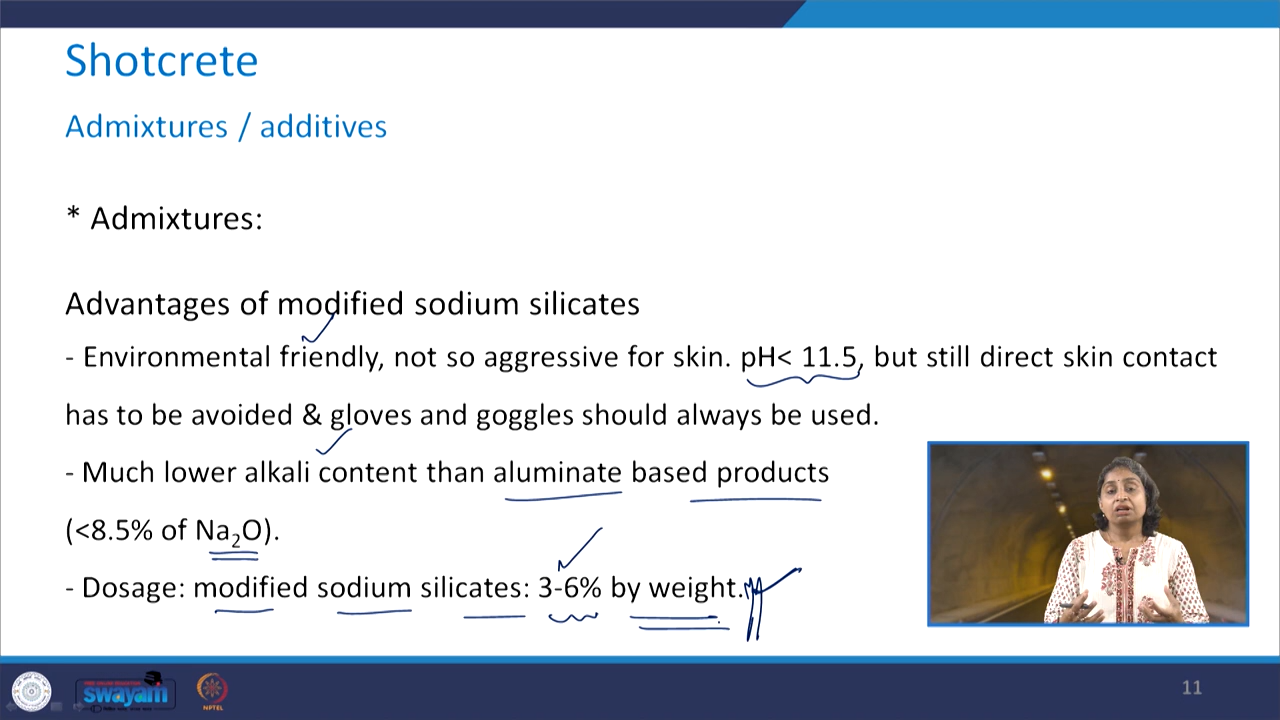 Shotcrete
Admixtures / additives
* Admixtures:
Advantages of modified sodium silicates
- Environmental friendly, not so aggressive for skin. pH< 11.5, but still direct skin contact
has to be avoided & gloves and goggles should always be used.
- Much lower alkali content than aluminate based products
(<8.5% of Na₂O).
- Dosage: modified sodium silicates: 3-6% by weight.
swayam
NPTEL
11